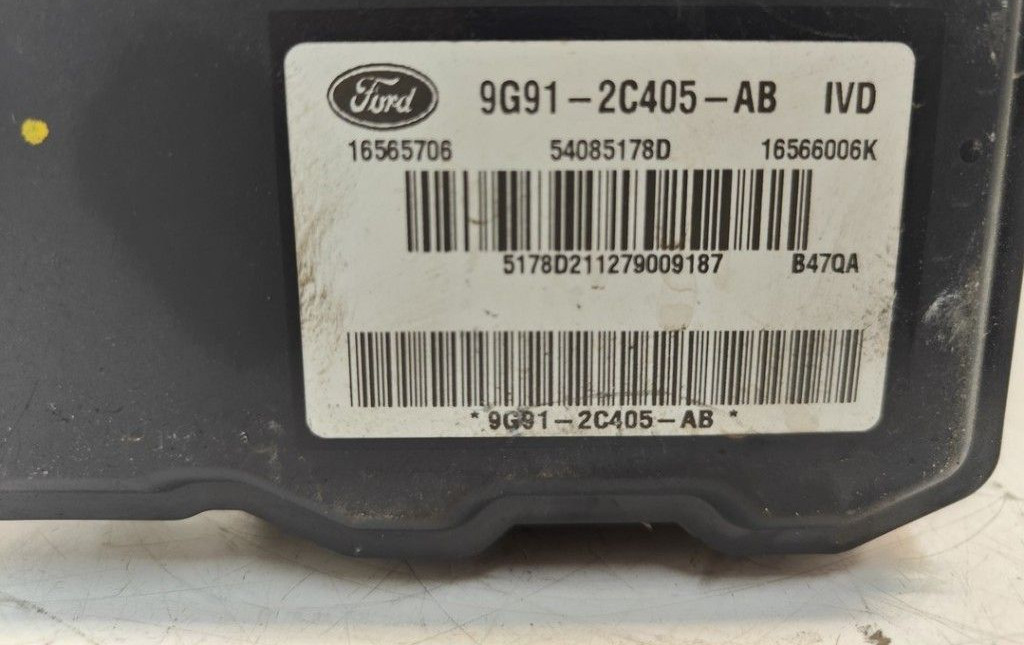 Ford 9G91-2C405-AB IVD
16565706 54085178D 16566006K
5178D211279009187 B47QA
*9G91-2C405-AB*